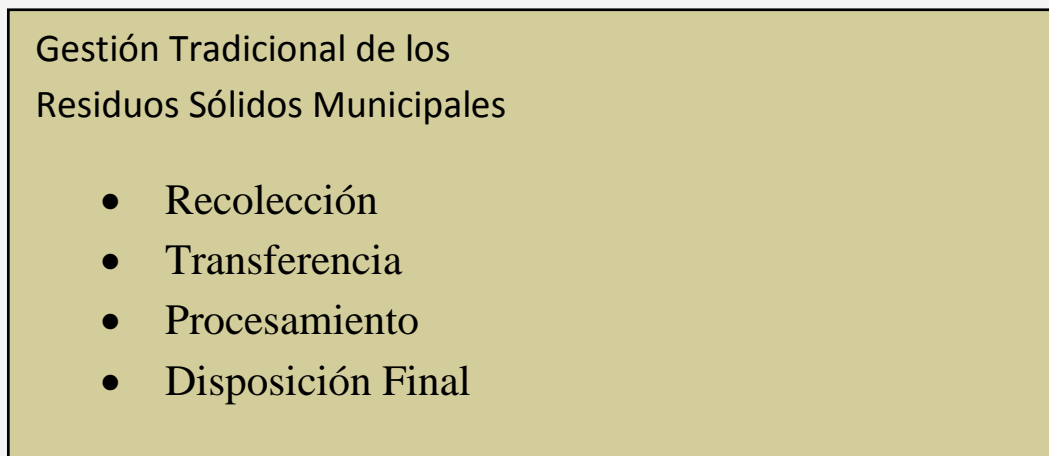 Gestión Tradicional de los
Residuos Sólidos Municipales
• Recolección
• Transferencia
• Procesamiento
• Disposición Final